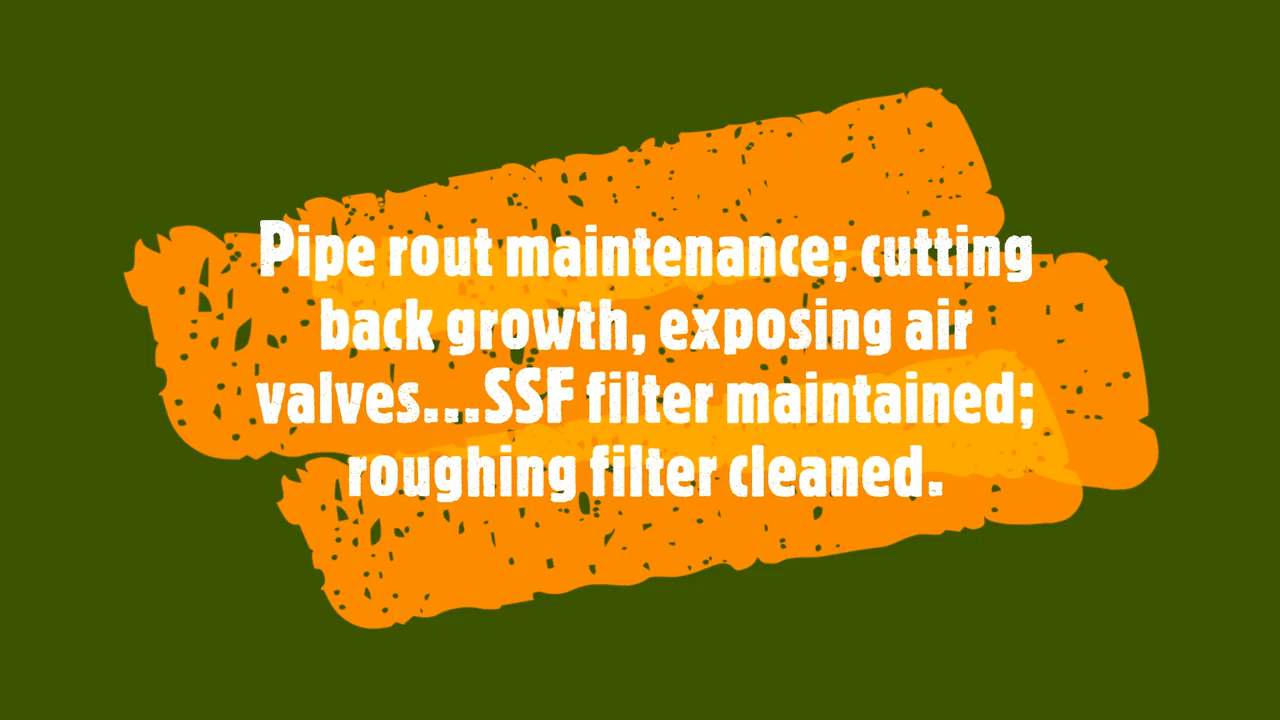 Pipe rout maintenance; cutting
back growth, exposing air
valves...SSF filter maintained;
roughing filter cleaned.